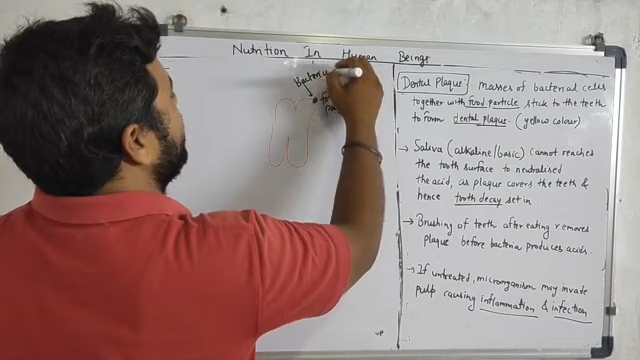 Nutrition In Human Beings
Bacteri
Dental Plaque: Masses of bacterial cells
together with food particle stick to the teeth
to form dental plaque. (yellow colour)
→ Saliva (alkaline/basic) cannot reaches
the tooth surface to neutralised
the acid, as plaque covers the teeth &
hence tooth decay set in.
→ Brushing of teeth after eating removes
plaque before bacteria produces acids.
→ If untreated, microorganism may invade
pulp causing inflammation & infection